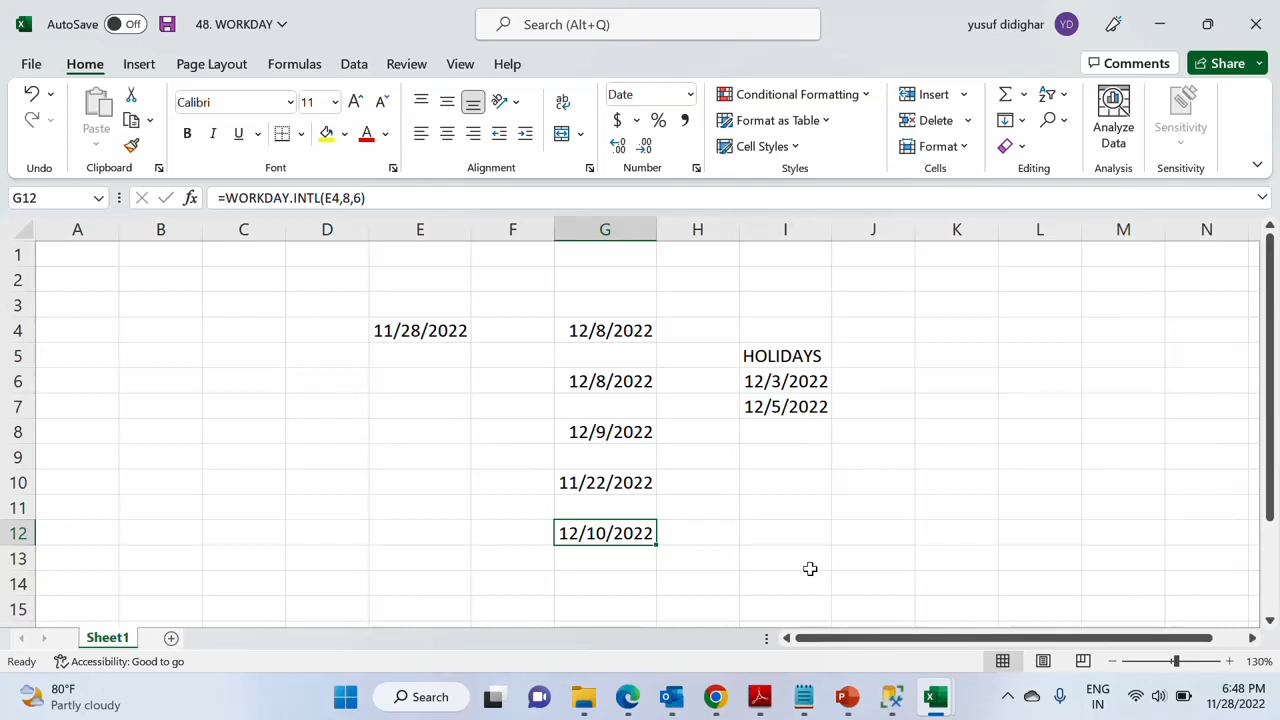 AutoSave Off 48. WORKDAY Search (Alt+Q) yusuf didighar YD
File Home Insert Page Layout Formulas Data Review View Help Comments Share
Calibri 11 Date Conditional Formatting Insert
Paste B I U $ % Format as Table Delete Analyze Data Sensitivity
Cell Styles Format
Undo Clipboard Font Alignment Number Styles Cells Editing Analysis Sensitivity
G12 fx =WORKDAY.INTL(E4,8,6)
A B C D E F G H I J K L M N
1
2
3
4 11/28/2022 12/8/2022
5 HOLIDAYS
6 12/8/2022 12/3/2022
7 12/5/2022
8 12/9/2022
9
10 11/22/2022
11
12 12/10/2022
13
14
15
Sheet1
Ready Accessibility: Good to go 130%
80°F Search ENG 6:48 PM
Partly cloudy IN 11/28/2022